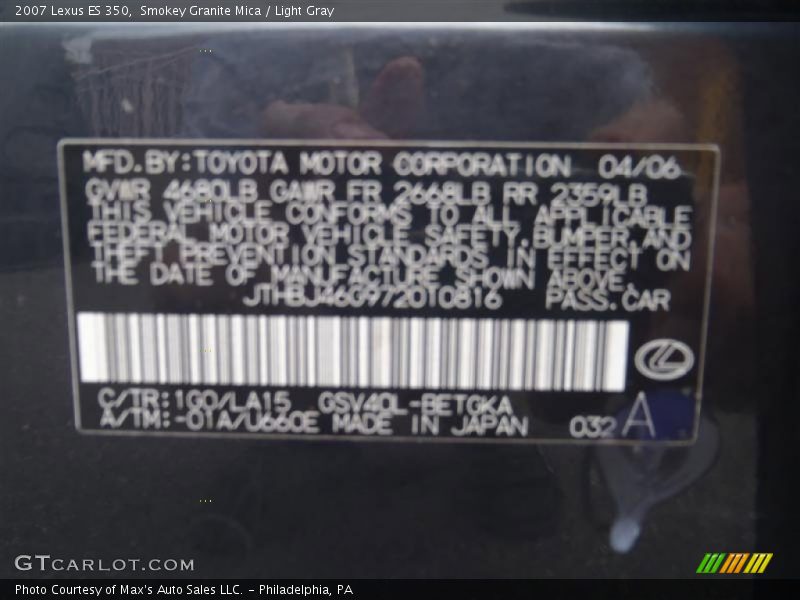 2007 Lexus ES 350, Smokey Granite Mica / Light Gray
MFD.BY:TOYOTA MOTOR CORPORATION 04/06
GVWR 4680LB GAWR FR 2668LB RR 2359LB
THIS VEHICLE CONFORMS TO ALL APPLICABLE
FEDERAL MOTOR VEHICLE SAFETY,BUMPER,AND
THEFT PREVENTION STANDARDS IN EFFECT ON
THE DATE OF MANUFACTURE SHOWN ABOVE.
JTHBJ46G972010816 PASS.CAR
C/TR:1G0/LA15 GSV40L-BETGKA
A/TM:-01A/U660E MADE IN JAPAN 032 A
GTCARLOT.COM
Photo Courtesy of Max's Auto Sales LLC. - Philadelphia, PA